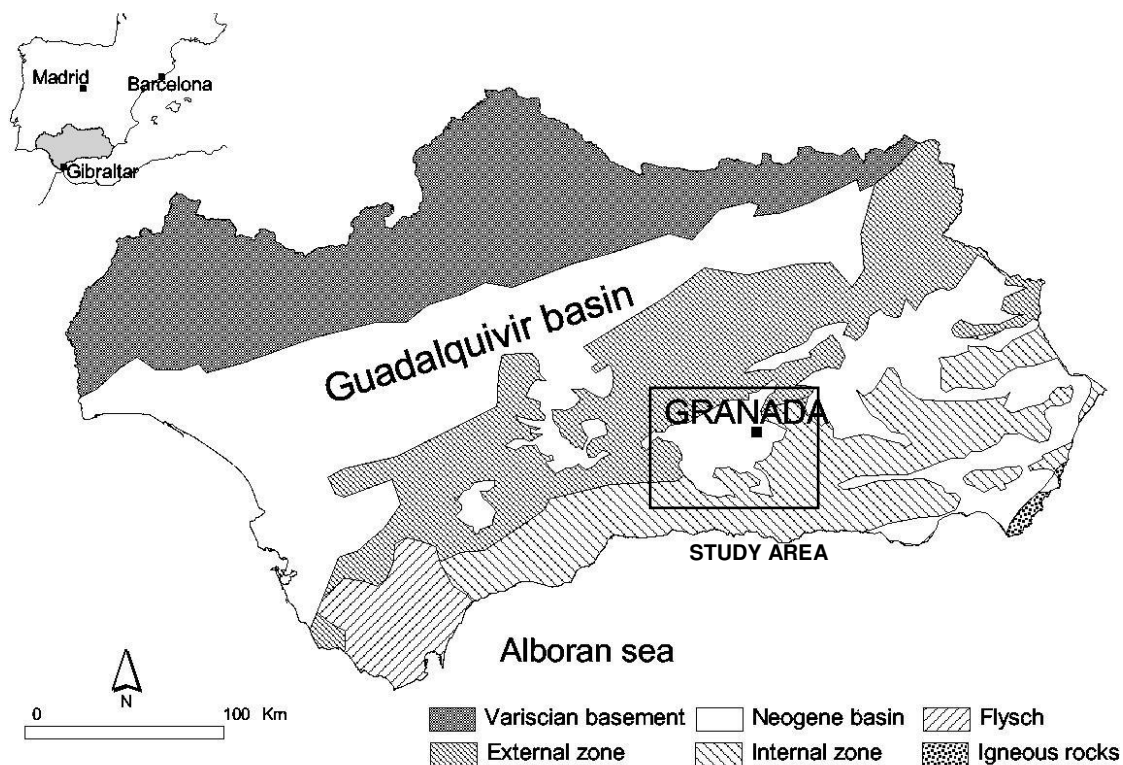 Madrid
Barcelona
Gibraltar
Guadalquivir basin
GRANADA
STUDY AREA
Alboran sea
N
0 100 Km
Variscian basement
Neogene basin
Flysch
External zone
Internal zone
Igneous rocks